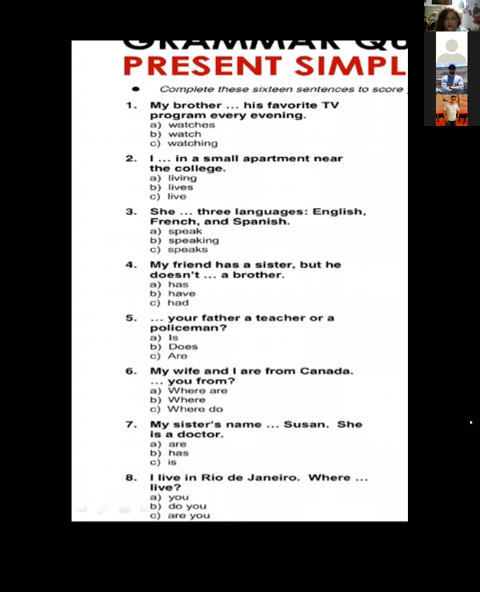 GRAMMAR QU
PRESENT SIMPL
• Complete these sixteen sentences to score
1. My brother ... his favorite TV
program every evening.
a) watches
b) watch
c) watching
2. I ... in a small apartment near
the college.
a) living
b) lives
c) live
3. She ... three languages: English,
French, and Spanish.
a) speak
b) speaking
c) speaks
4. My friend has a sister, but he
doesn't ... a brother.
a) has
b) have
c) had
5. ... your father a teacher or a
policeman?
a) Is
b) Does
c) Are
6. My wife and I are from Canada.
... you from?
a) Where are
b) Where
c) Where do
7. My sister's name ... Susan. She
is a doctor.
a) are
b) has
c) is
8. I live in Rio de Janeiro. Where ...
live?
a) you
b) do you
c) are you